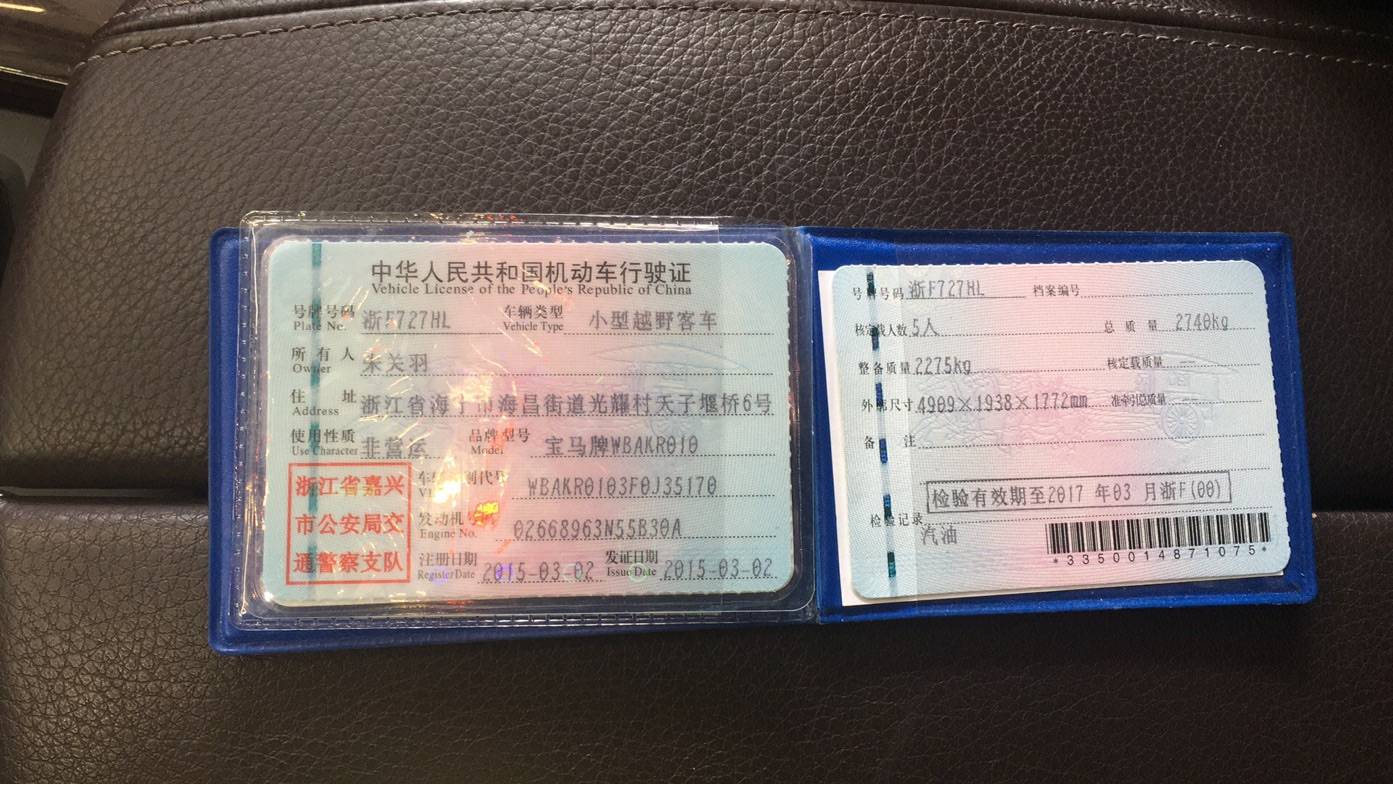 中华人民共和国机动车行驶证
Vehicle License of the People's Republic of China
号牌号码 浙F727HL 车辆类型 小型越野客车
Plate No. Vehicle Type
所有人 朱关羽
Owner
住址 浙江省海宁市海昌街道光耀村天子堰桥6号
Address
使用性质 非营运 品牌型号 宝马牌WBAKR010
Use Character Model
浙江省嘉兴
市公安局交
通警察支队
WBAKR0103F0J35170
发动机号 02668963N55B30A
Engine No.
注册日期 2015-03-02 发证日期 2015-03-02
Register Date Issue Date
号牌号码 浙F727HL 档案编号
核定载人数 5人 总质量 2740kg
整备质量 2275kg 核定载质量 --
外廓尺寸 4909×1938×1772mm 准牵引总质量 --
备注
检验有效期至2017 年03 月浙F(00)
检验记录
汽油
*3350014871075*